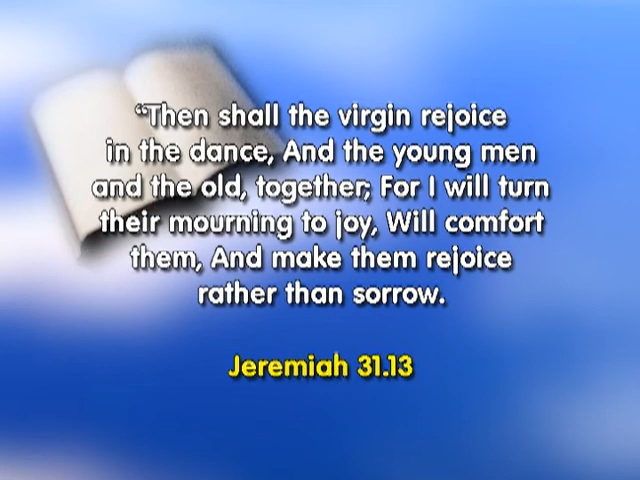 “Then shall the virgin rejoice
in the dance, And the young men
and the old, together; For I will turn
their mourning to joy, Will comfort
them, And make them rejoice
rather than sorrow.
Jeremiah 31.13